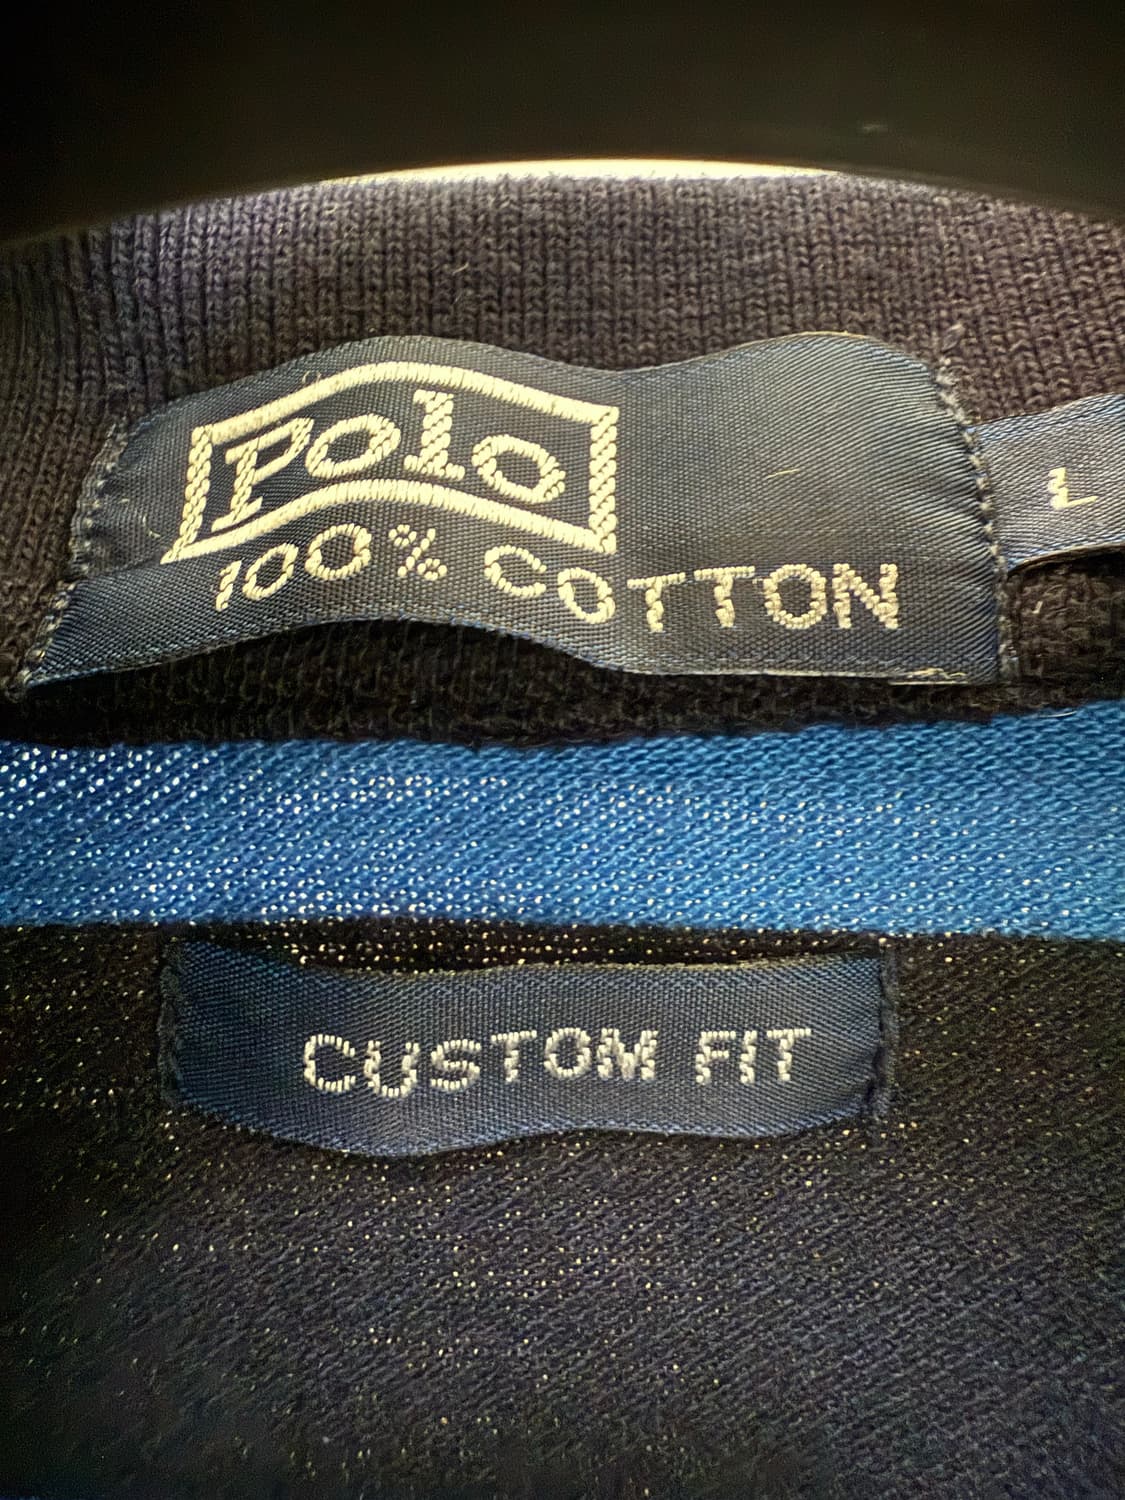 Polo
100% COTTON
L
CUSTOM FIT